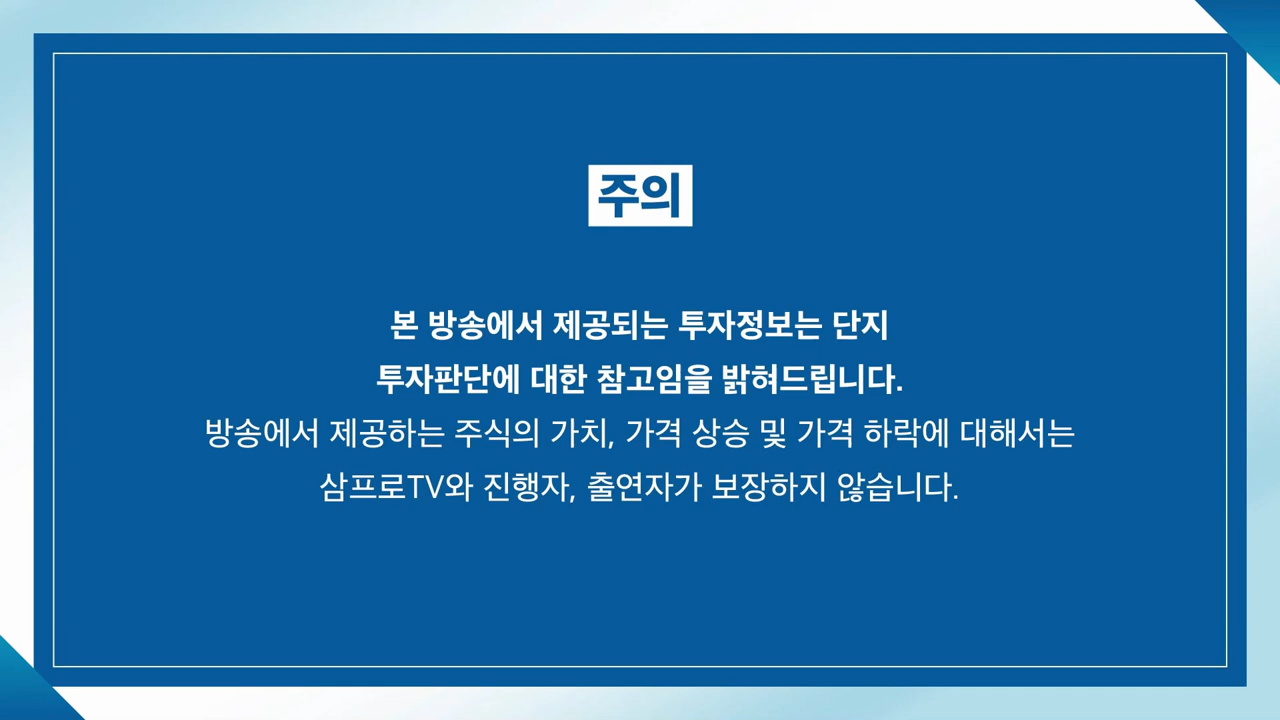 주의
본 방송에서 제공되는 투자정보는 단지
투자판단에 대한 참고임을 밝혀드립니다.
방송에서 제공하는 주식의 가치, 가격 상승 및 가격 하락에 대해서는
삼프로TV와 진행자, 출연자가 보장하지 않습니다.